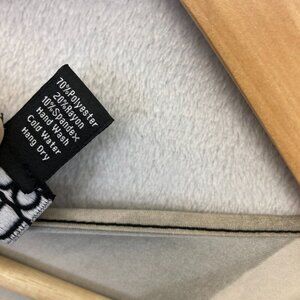 70%Polyester
20%Rayon
10%Spandex
Hand Wash
Cold Water
Hang Dry